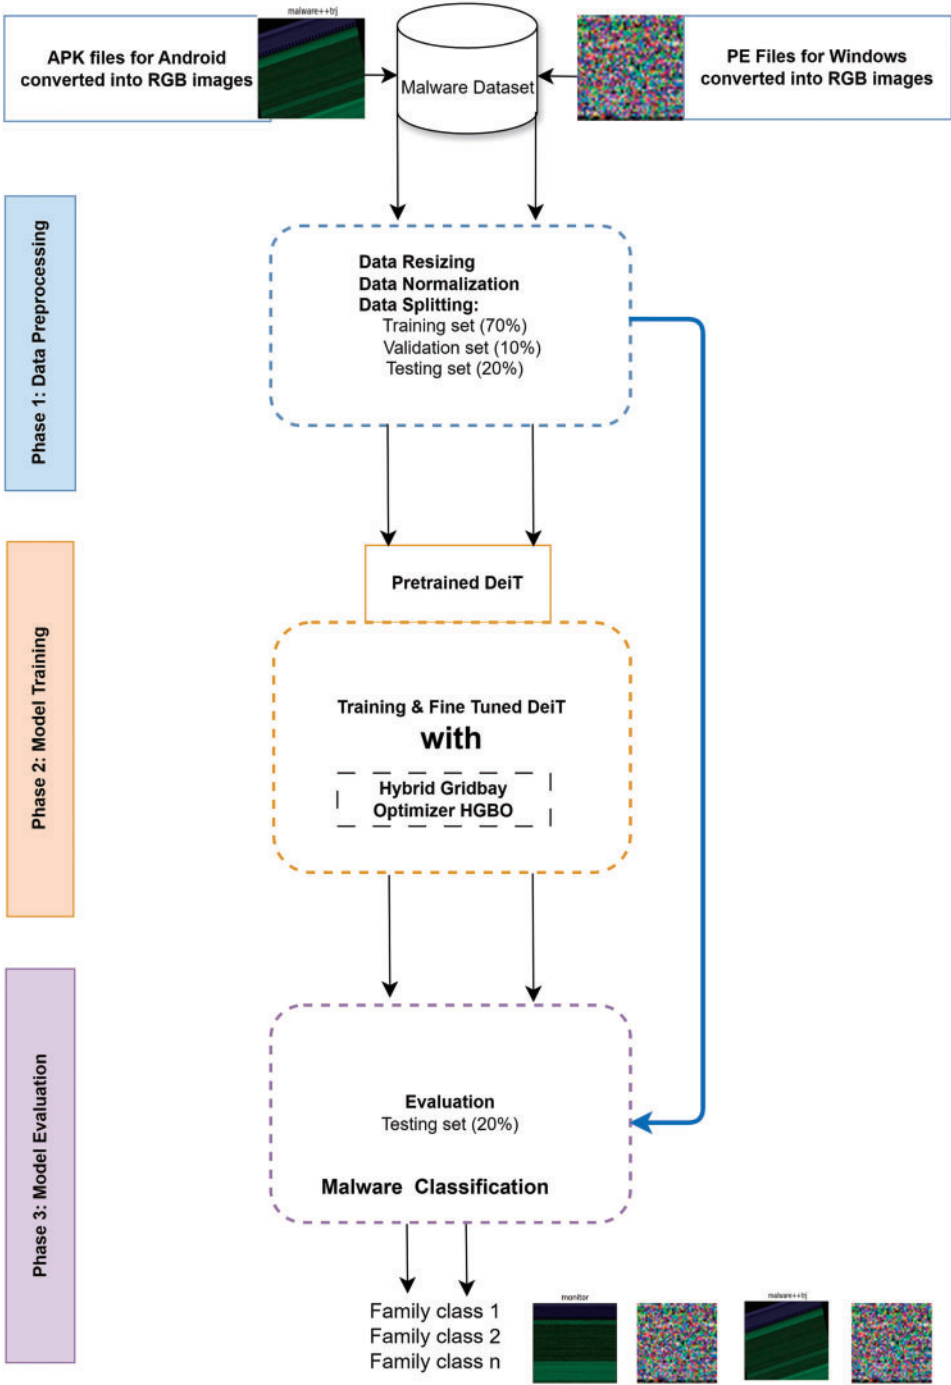 malware++trj
APK files for Android
converted into RGB images
Malware Dataset
PE Files for Windows
converted into RGB images
Phase 1: Data Preprocessing
Data Resizing
Data Normalization
Data Splitting:
Training set (70%)
Validation set (10%)
Testing set (20%)
Phase 2: Model Training
Pretrained DeiT
Training & Fine Tuned DeiT
with
Hybrid Gridbay
Optimizer HGBO
Phase 3: Model Evaluation
Evaluation
Testing set (20%)
Malware Classification
Family class 1
Family class 2
Family class n
monitor
malware++trj